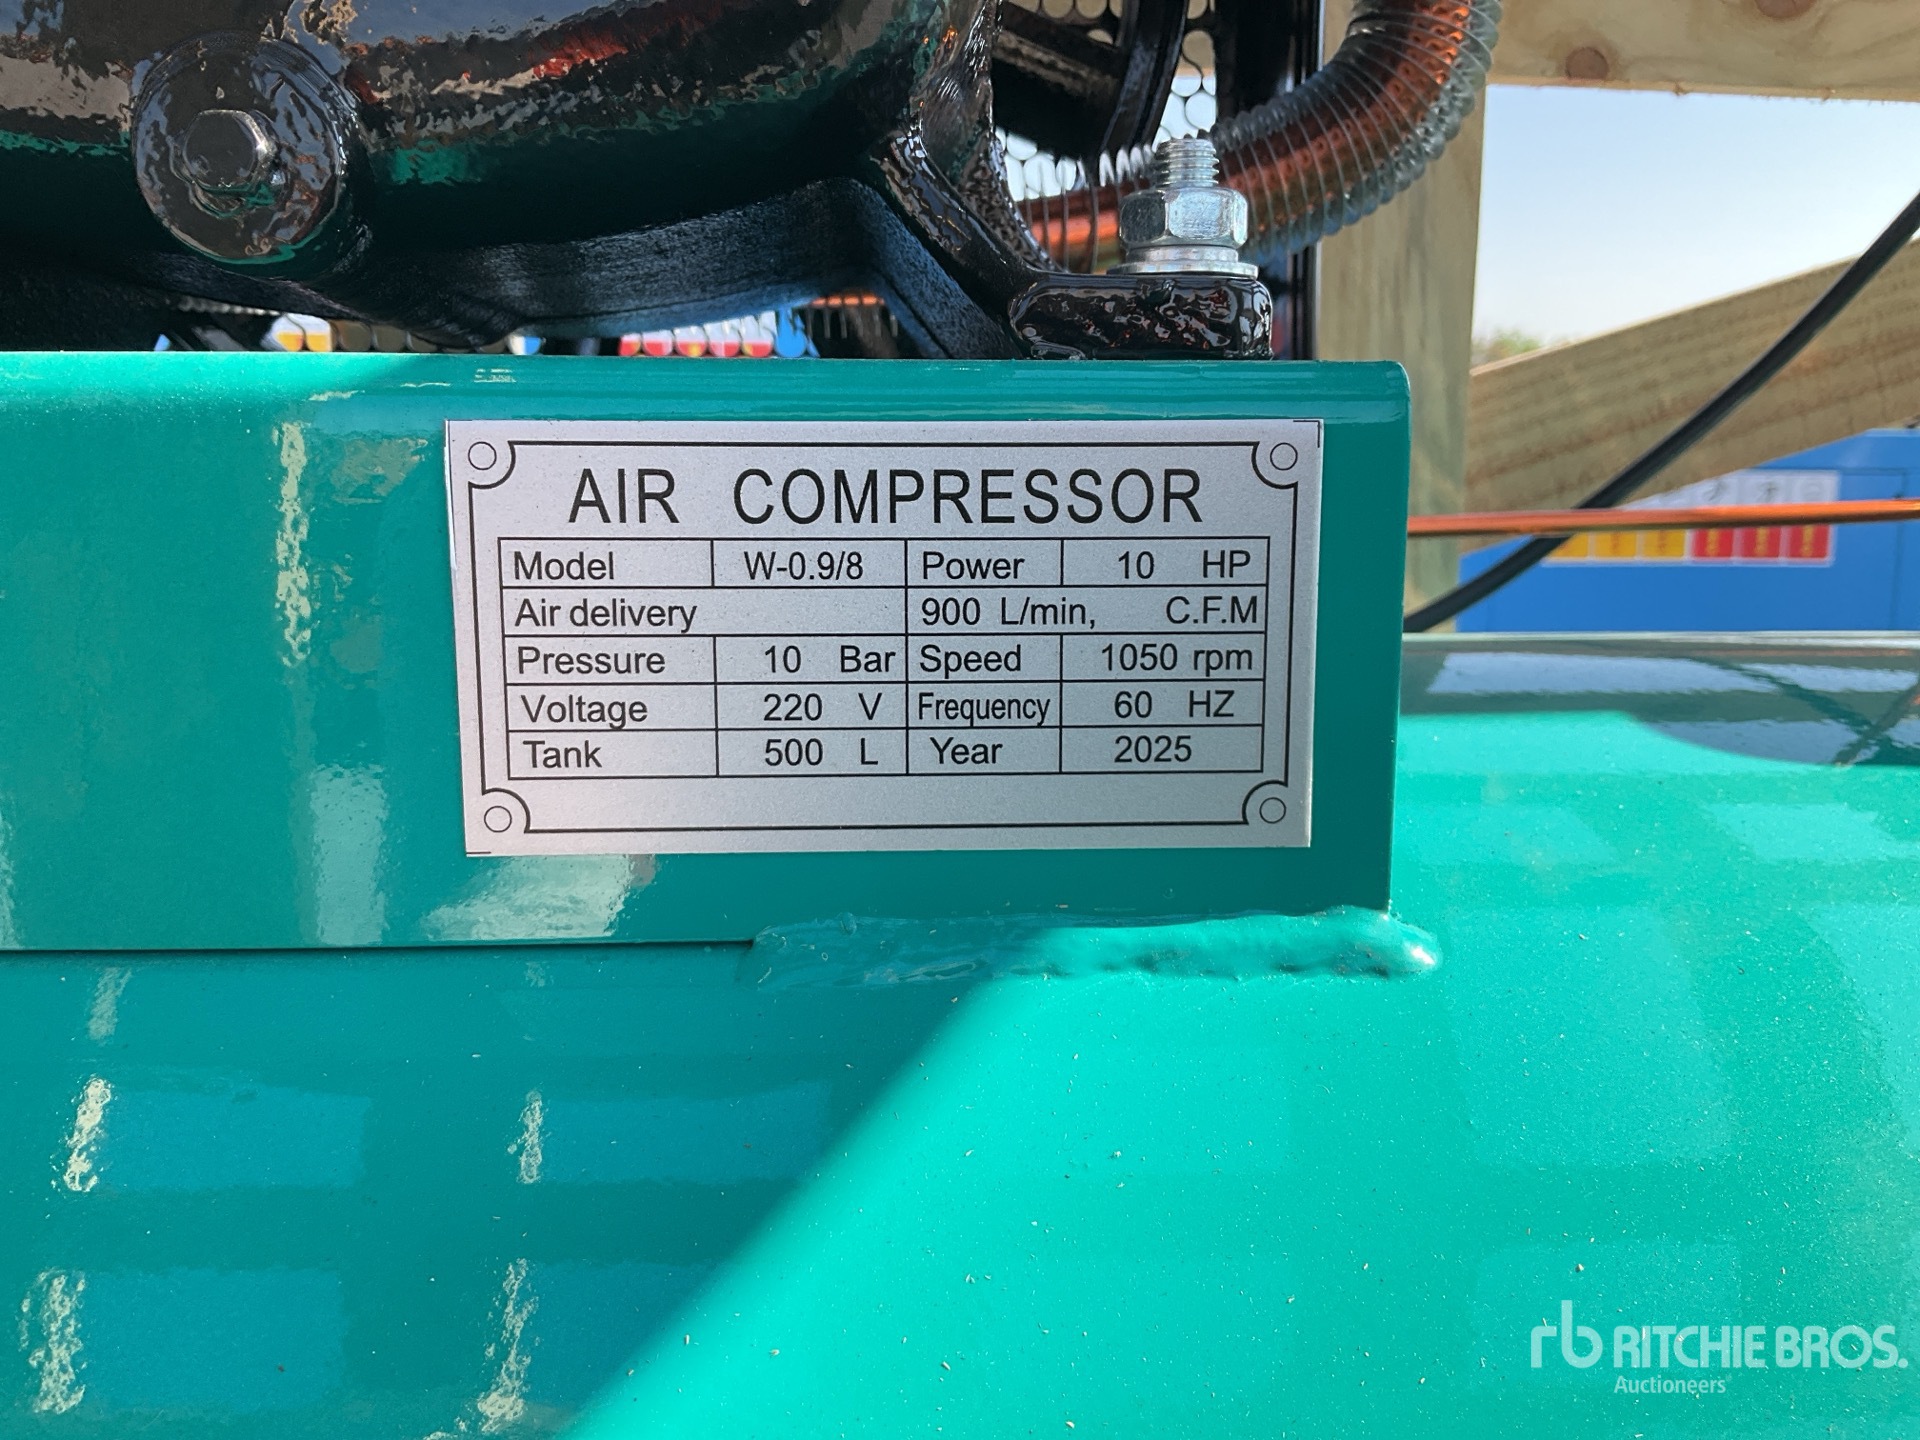 AIR COMPRESSOR
Model W-0.9/8 Power 10 HP
Air delivery 900 L/min, C.F.M
Pressure 10 Bar Speed 1050 rpm
Voltage 220 V Frequency 60 HZ
Tank 500 L Year 2025
rb RITCHIE BROS.
Auctioneers